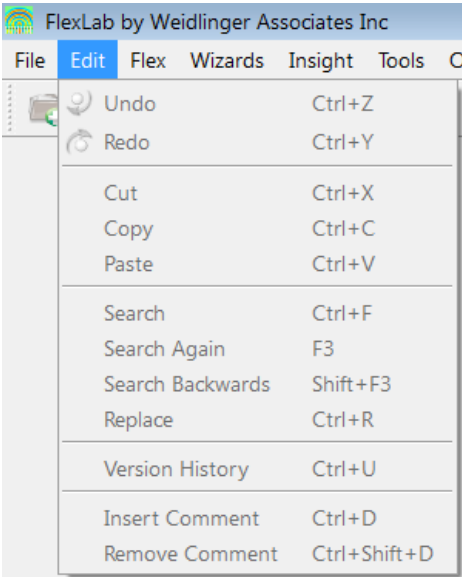 FlexLab by Weidlinger Associates Inc
File Edit Flex Wizards Insight Tools
Undo Ctrl+Z
Redo Ctrl+Y
Cut Ctrl+X
Copy Ctrl+C
Paste Ctrl+V
Search Ctrl+F
Search Again F3
Search Backwards Shift+F3
Replace Ctrl+R
Version History Ctrl+U
Insert Comment Ctrl+D
Remove Comment Ctrl+Shift+D